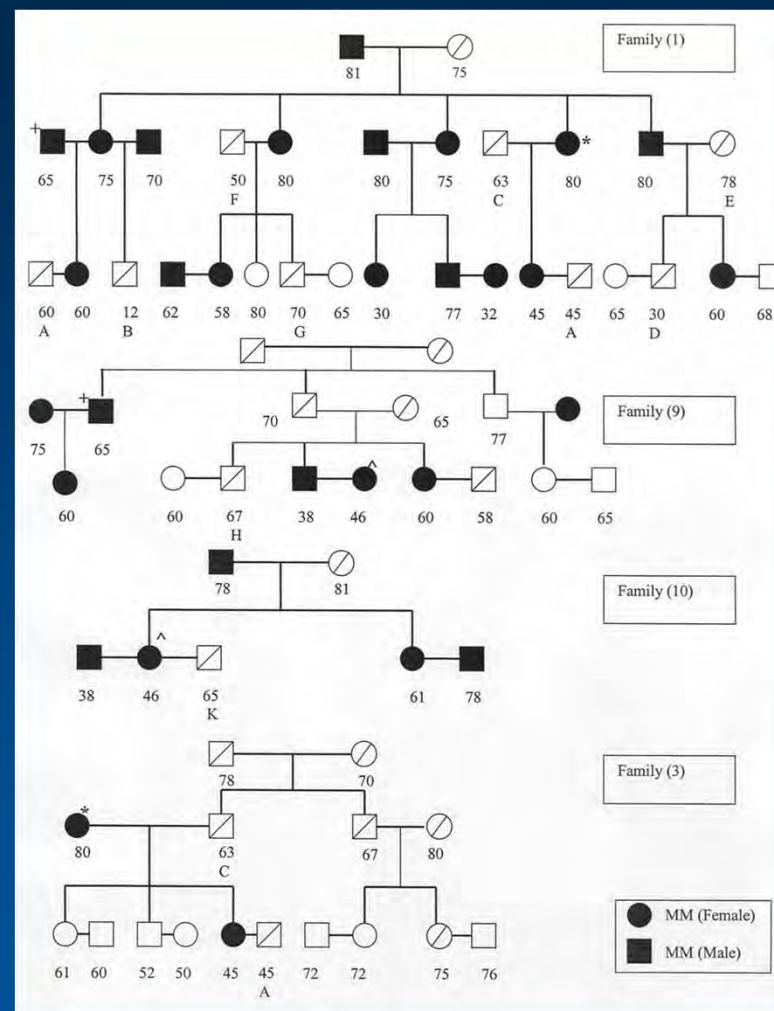 Family (1)
81 75
+
*
65 75 70 50 80 80 75 63 80 80 78
F C E
60 60 12 62 58 80 70 65 30 77 32 45 45 65 30 60 68
A B G A D
Family (9)
+
70 65 77
75 65
^
60 60 67 38 46 60 58 60 65
H
Family (10)
78 81
^
38 46 65 61 78
K
Family (3)
78 70
*
80 63 67 80
C
61 60 52 50 45 45 72 72 75 76
A
MM (Female)
MM (Male)